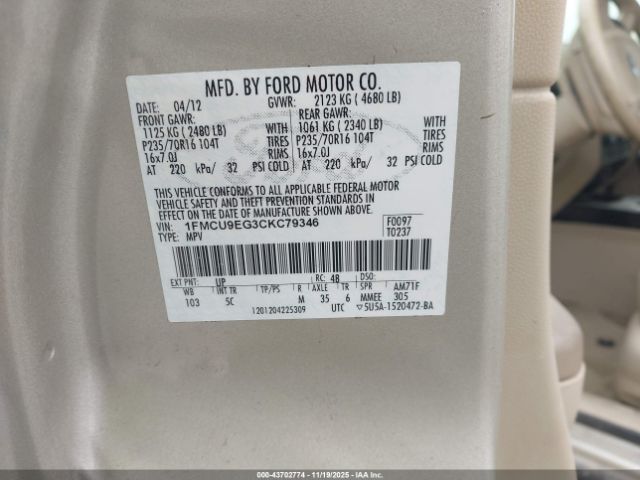 MFD. BY FORD MOTOR CO.
DATE: 04/12 GVWR: 2123 KG ( 4680 LB)
FRONT GAWR: REAR GAWR:
1125 KG ( 2480 LB) WITH 1061 KG ( 2340 LB) WITH
P235/70R16 104T TIRES P235/70R16 104T TIRES
16x7.0J RIMS 16x7.0J RIMS
AT 220 kPa/ 32 PSI COLD AT 220 kPa/ 32 PSI COLD
THIS VEHICLE CONFORMS TO ALL APPLICABLE FEDERAL MOTOR
VEHICLE SAFETY AND THEFT PREVENTION STANDARDS IN
EFFECT ON THE DATE OF MANUFACTURE SHOWN ABOVE.
VIN: 1FMCU9EG3CKC79346 F0097
TYPE: MPV T0237
EXT PNT: UP RC: 4B DSO:
WB INT TR TP/PS R AXLE TR SPR AM71F
103 5C M 35 6 MMEE 305
1201204225309 UTC 5U5A-1520472-BA
000-43702774 - 11/19/2025 - IAAI.COM